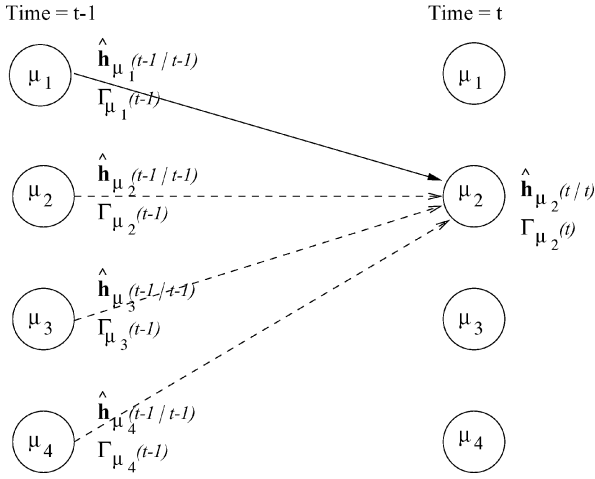 Time = t-1 Time = t
μ1 ĥμ1(t-1 / t-1) μ1
Γμ1(t-1)
μ2 ĥμ2(t-1 / t-1) μ2 ĥμ2(t / t)
Γμ2(t-1) Γμ2(t)
μ3 ĥμ3(t-1 / t-1) μ3
Γμ3(t-1)
μ4 ĥμ4(t-1 / t-1) μ4
Γμ4(t-1)